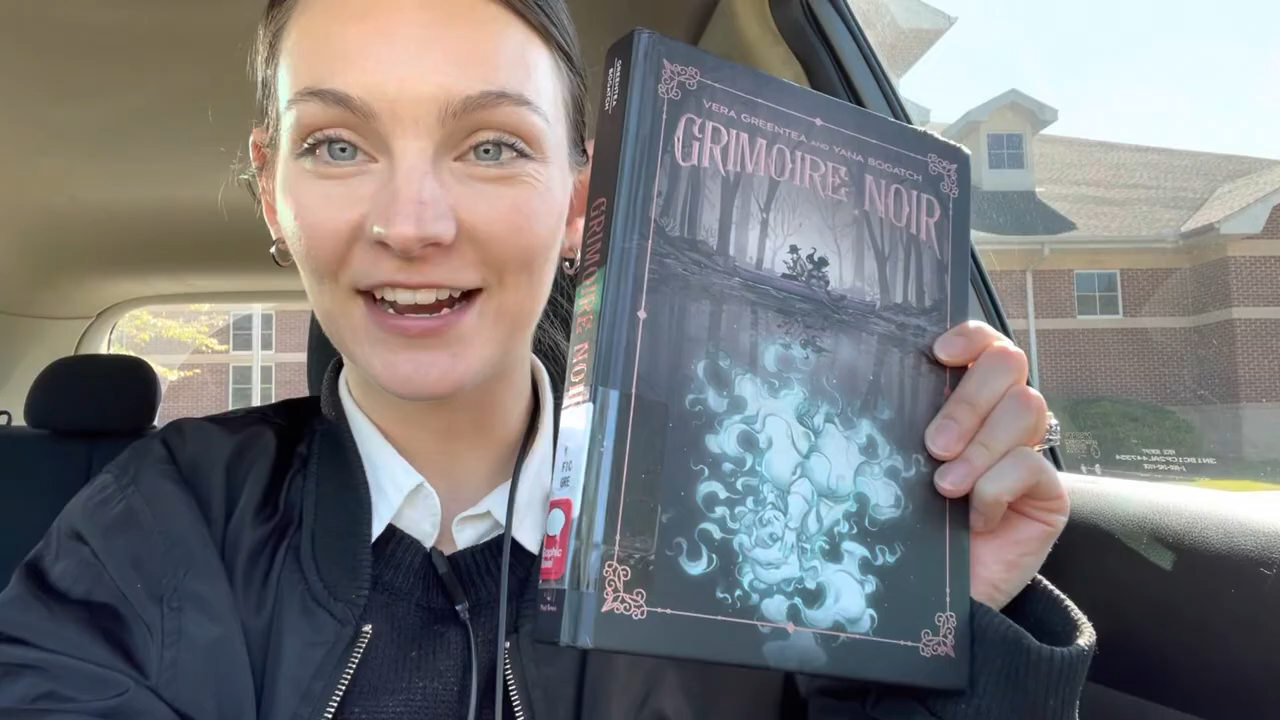 VERA GREENTEA AND YANA BOGATCH
GRIMOIRE NOIR
GREENTEA
BOGATCH
GRIMOIRE NOIR
Y
FIC
GRE